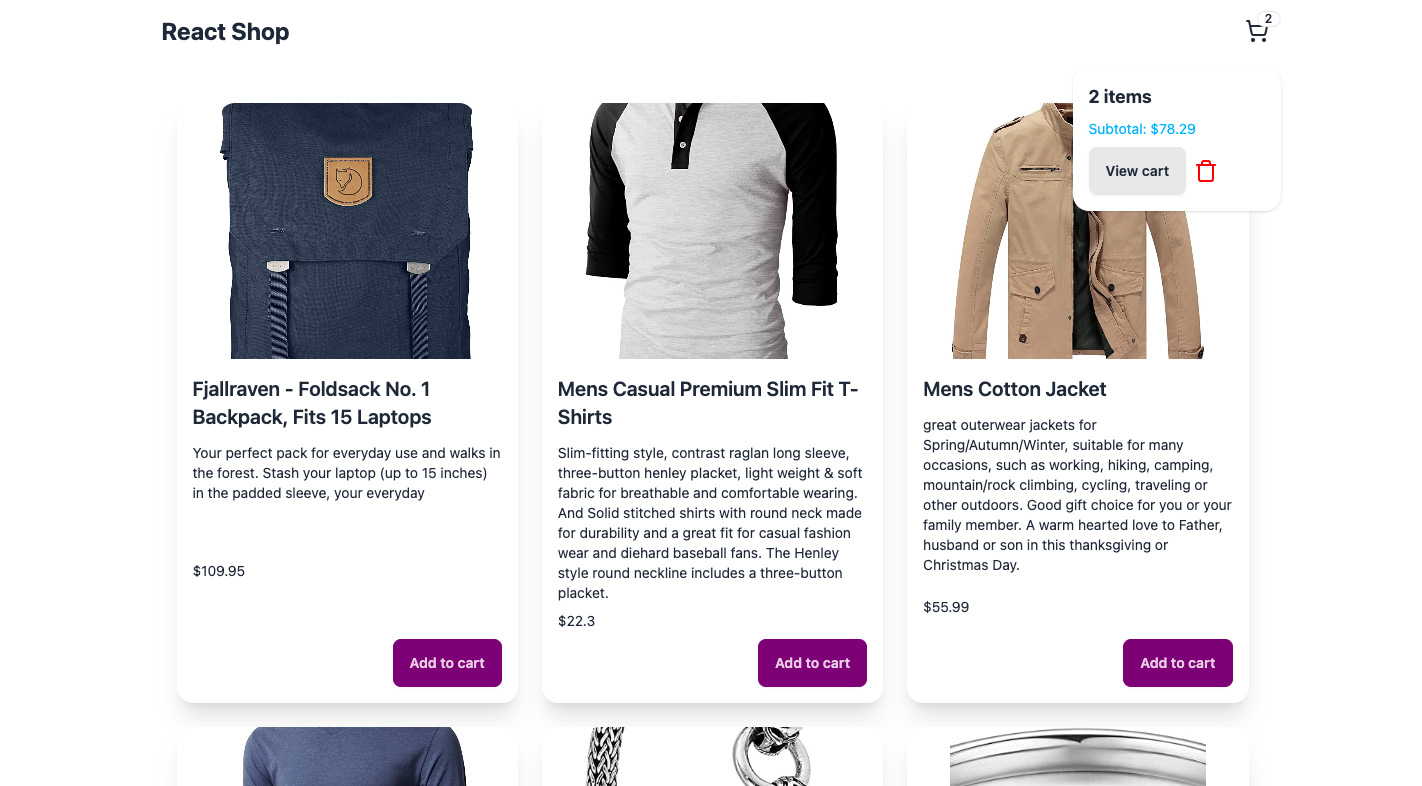 React Shop
2
2 items
Subtotal: $78.29
View cart
Fjallraven - Foldsack No. 1
Backpack, Fits 15 Laptops
Your perfect pack for everyday use and walks in
the forest. Stash your laptop (up to 15 inches)
in the padded sleeve, your everyday
$109.95
Add to cart
Mens Casual Premium Slim Fit T-
Shirts
Slim-fitting style, contrast raglan long sleeve,
three-button henley placket, light weight & soft
fabric for breathable and comfortable wearing.
And Solid stitched shirts with round neck made
for durability and a great fit for casual fashion
wear and diehard baseball fans. The Henley
style round neckline includes a three-button
placket.
$22.3
Add to cart
Mens Cotton Jacket
great outerwear jackets for
Spring/Autumn/Winter, suitable for many
occasions, such as working, hiking, camping,
mountain/rock climbing, cycling, traveling or
other outdoors. Good gift choice for you or your
family member. A warm hearted love to Father,
husband or son in this thanksgiving or
Christmas Day.
$55.99
Add to cart